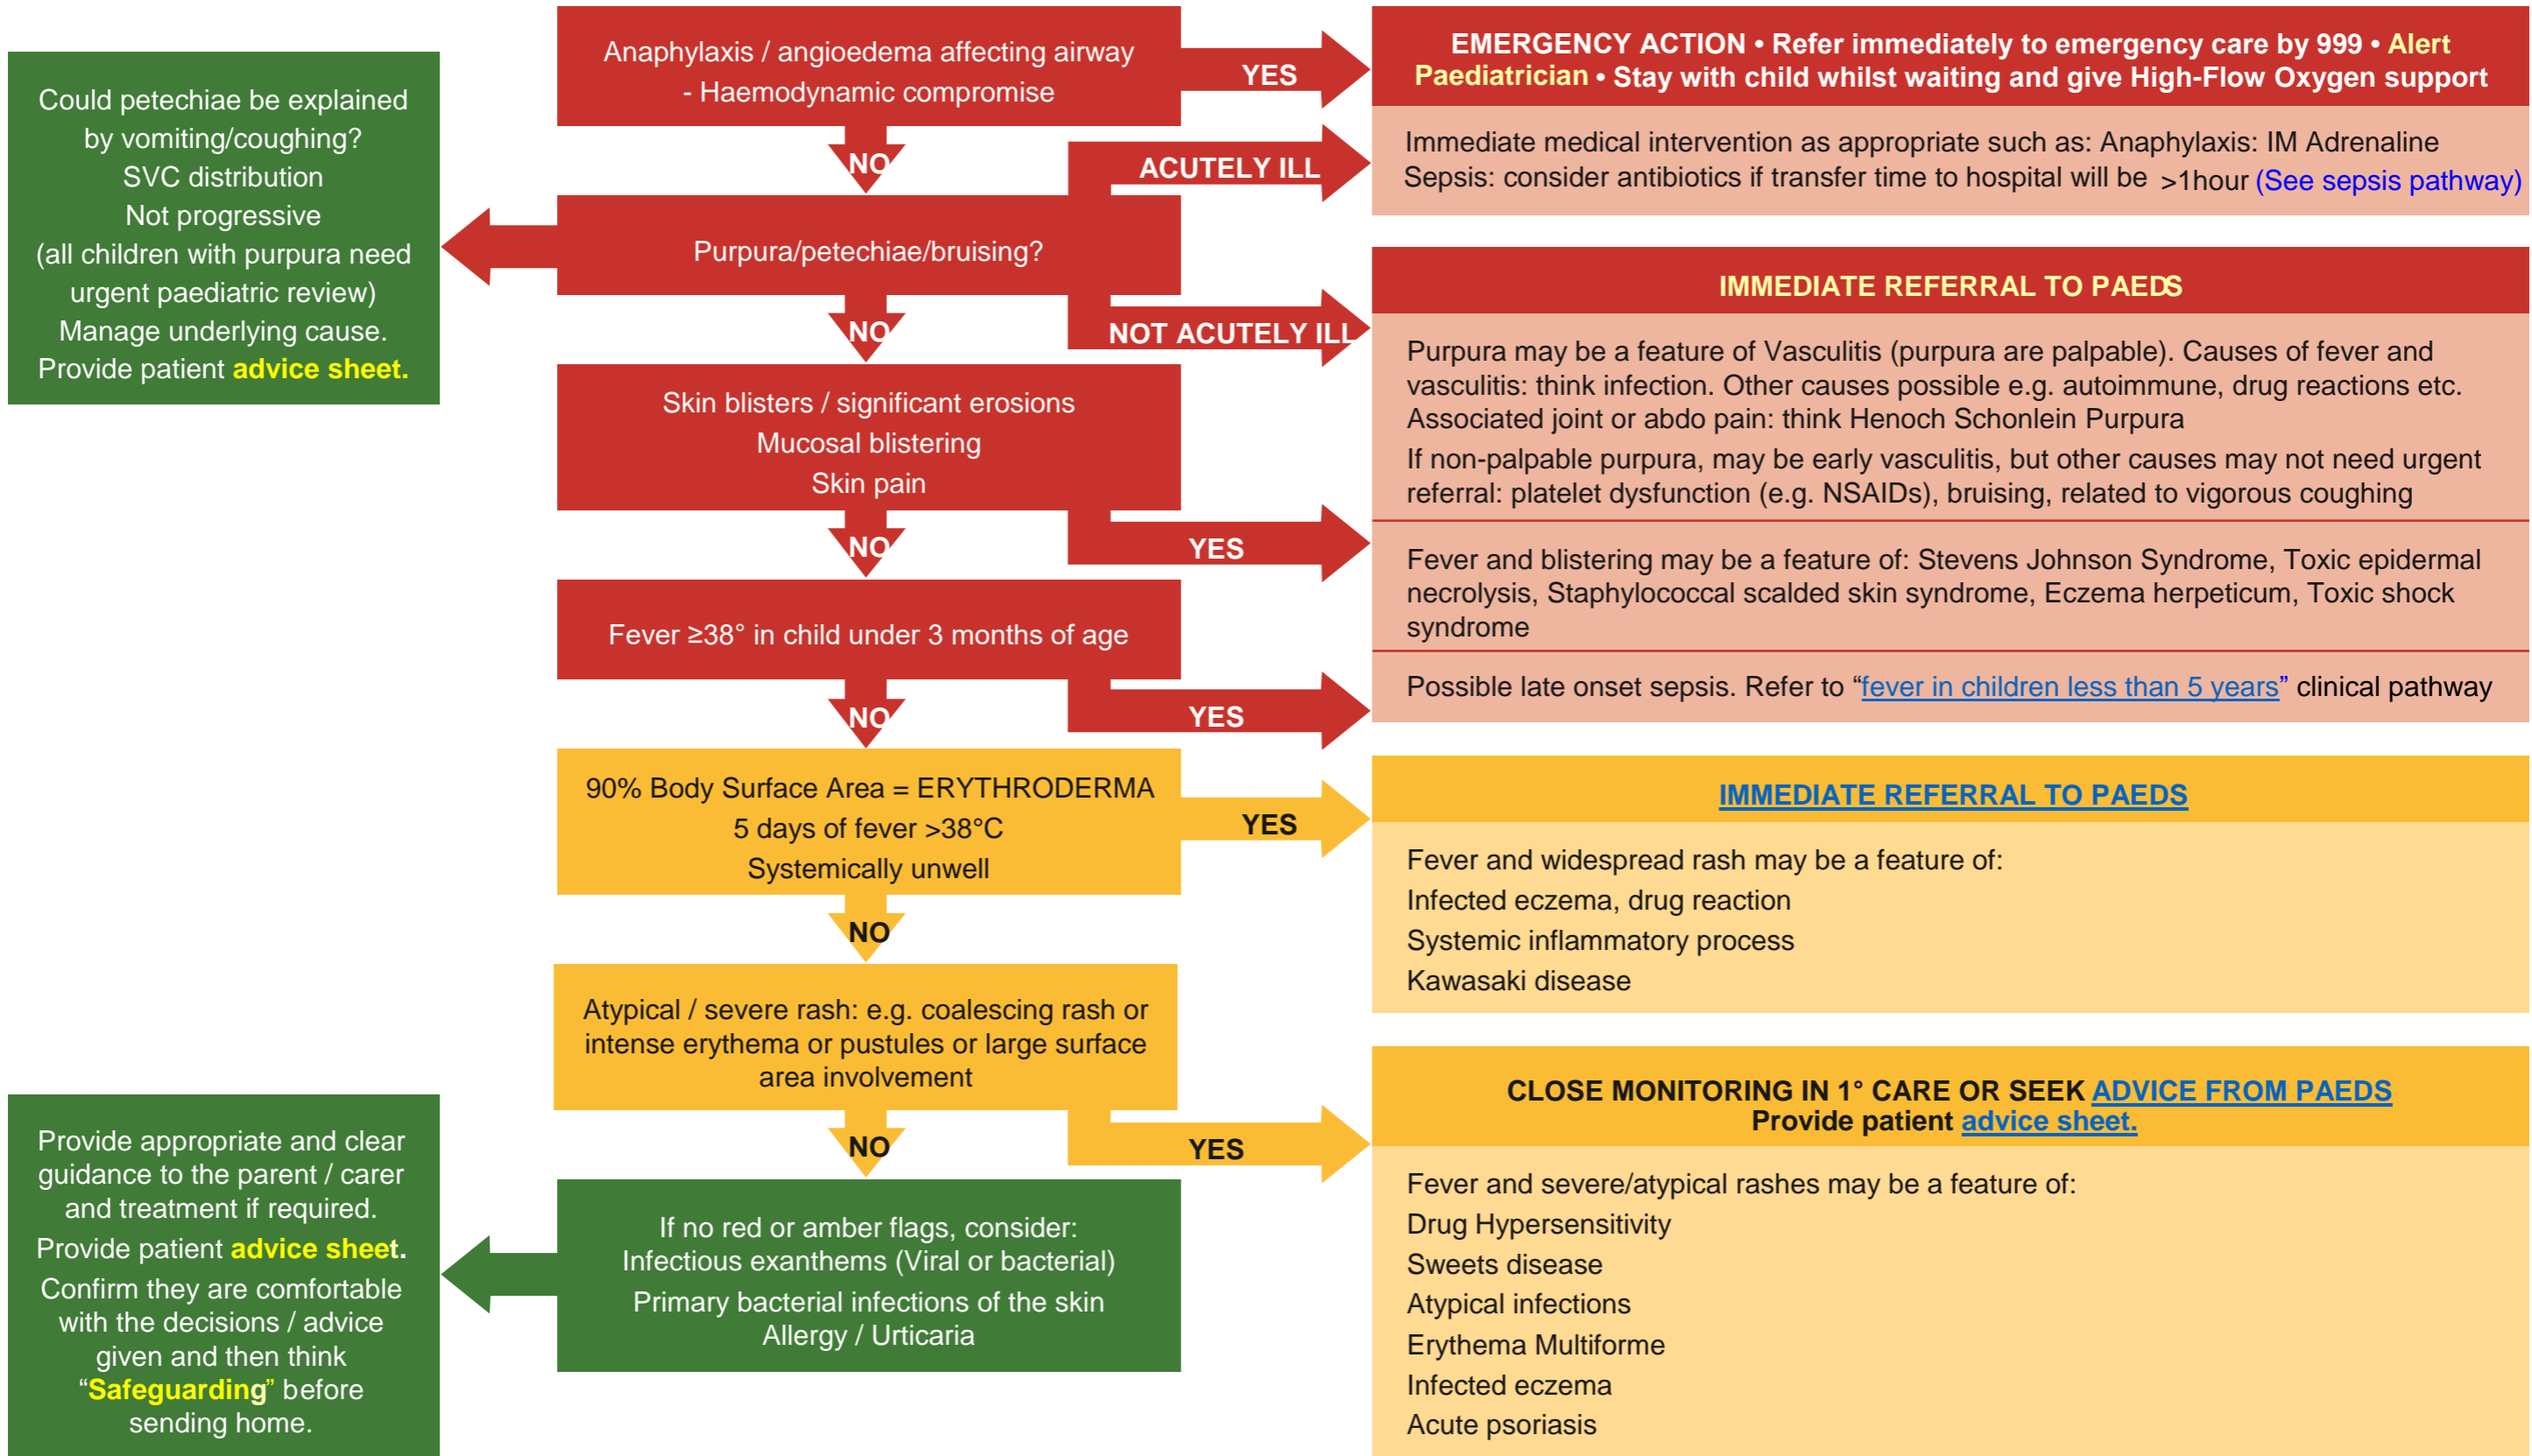 Anaphylaxis / angioedema affecting airway
- Haemodynamic compromise
YES
EMERGENCY ACTION • Refer immediately to emergency care by 999 • Alert
Paediatrician • Stay with child whilst waiting and give High-Flow Oxygen support
Immediate medical intervention as appropriate such as: Anaphylaxis: IM Adrenaline
Sepsis: consider antibiotics if transfer time to hospital will be >1hour (See sepsis pathway)
NO
ACUTELY ILL
Could petechiae be explained
by vomiting/coughing?
SVC distribution
Not progressive
(all children with purpura need
urgent paediatric review)
Manage underlying cause.
Provide patient advice sheet.
Purpura/petechiae/bruising?
NO
NOT ACUTELY ILL
IMMEDIATE REFERRAL TO PAEDS
Purpura may be a feature of Vasculitis (purpura are palpable). Causes of fever and
vasculitis: think infection. Other causes possible e.g. autoimmune, drug reactions etc.
Associated joint or abdo pain: think Henoch Schonlein Purpura
If non-palpable purpura, may be early vasculitis, but other causes may not need urgent
referral: platelet dysfunction (e.g. NSAIDs), bruising, related to vigorous coughing
Skin blisters / significant erosions
Mucosal blistering
Skin pain
NO
YES
Fever and blistering may be a feature of: Stevens Johnson Syndrome, Toxic epidermal
necrolysis, Staphylococcal scalded skin syndrome, Eczema herpeticum, Toxic shock
syndrome
Fever ≥38° in child under 3 months of age
NO
YES
Possible late onset sepsis. Refer to “fever in children less than 5 years” clinical pathway
90% Body Surface Area = ERYTHRODERMA
5 days of fever >38°C
Systemically unwell
YES
IMMEDIATE REFERRAL TO PAEDS
Fever and widespread rash may be a feature of:
Infected eczema, drug reaction
Systemic inflammatory process
Kawasaki disease
NO
Atypical / severe rash: e.g. coalescing rash or
intense erythema or pustules or large surface
area involvement
NO
YES
CLOSE MONITORING IN 1° CARE OR SEEK ADVICE FROM PAEDS
Provide patient advice sheet.
Fever and severe/atypical rashes may be a feature of:
Drug Hypersensitivity
Sweets disease
Atypical infections
Erythema Multiforme
Infected eczema
Acute psoriasis
If no red or amber flags, consider:
Infectious exanthems (Viral or bacterial)
Primary bacterial infections of the skin
Allergy / Urticaria
Provide appropriate and clear
guidance to the parent / carer
and treatment if required.
Provide patient advice sheet.
Confirm they are comfortable
with the decisions / advice
given and then think
“Safeguarding” before
sending home.